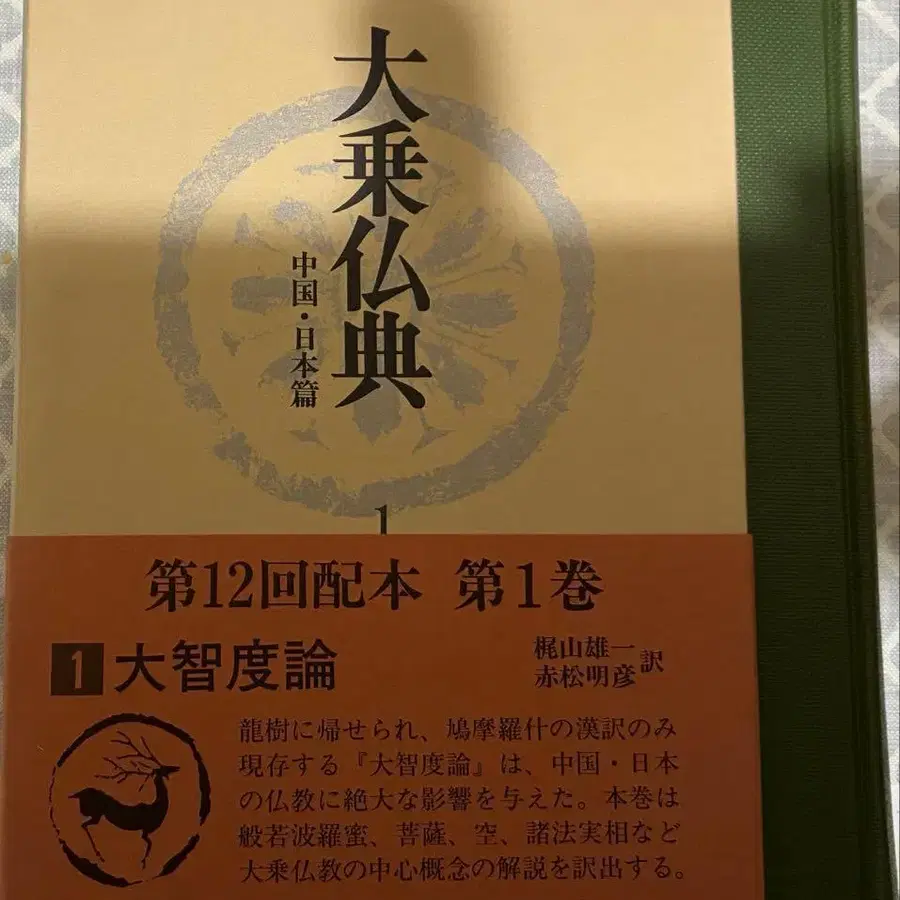 大乗仏典
中国・日本篇
1
第12回配本 第1巻
1 大智度論
梶山雄一
赤松明彦 訳
龍樹に帰せられ、鳩摩羅什の漢訳のみ
現存する『大智度論』は、中国・日本
の仏教に絶大な影響を与えた。本巻は
般若波羅蜜、菩薩、空、諸法実相など
大乗仏教の中心概念の解説を訳出する。